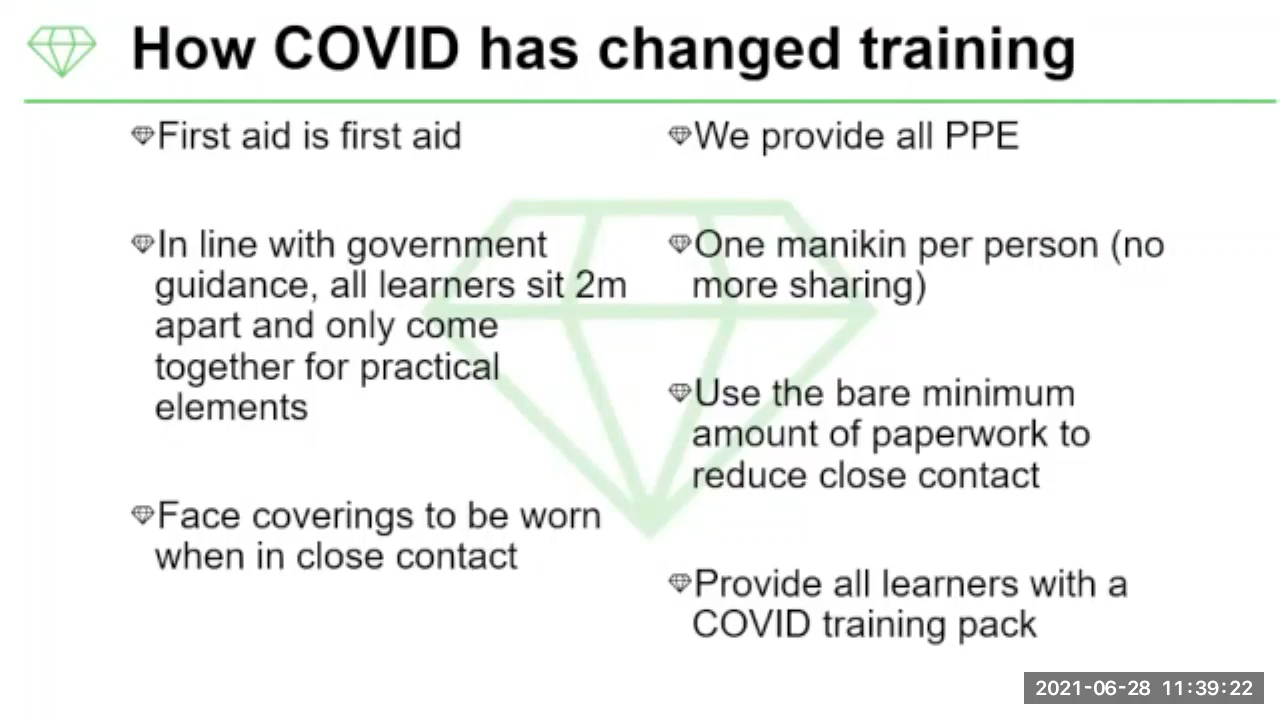 How COVID has changed training
First aid is first aid
In line with government
guidance, all learners sit 2m
apart and only come
together for practical
elements
Face coverings to be worn
when in close contact
We provide all PPE
One manikin per person (no
more sharing)
Use the bare minimum
amount of paperwork to
reduce close contact
Provide all learners with a
COVID training pack
2021-06-28 11:39:22